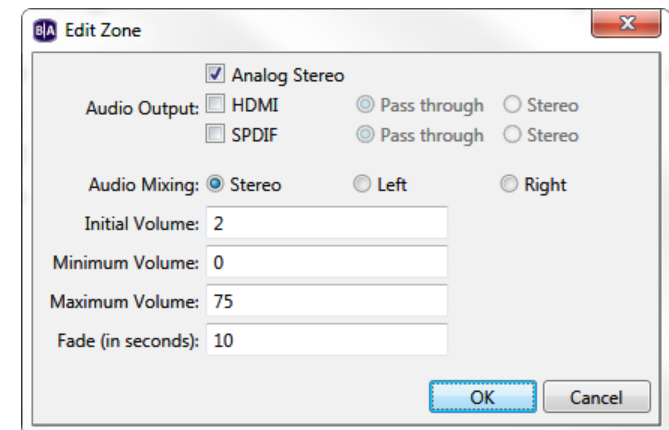 B|A Edit Zone
Analog Stereo
Audio Output: HDMI Pass through Stereo
SPDIF Pass through Stereo
Audio Mixing: Stereo Left Right
Initial Volume: 2
Minimum Volume: 0
Maximum Volume: 75
Fade (in seconds): 10
OK Cancel